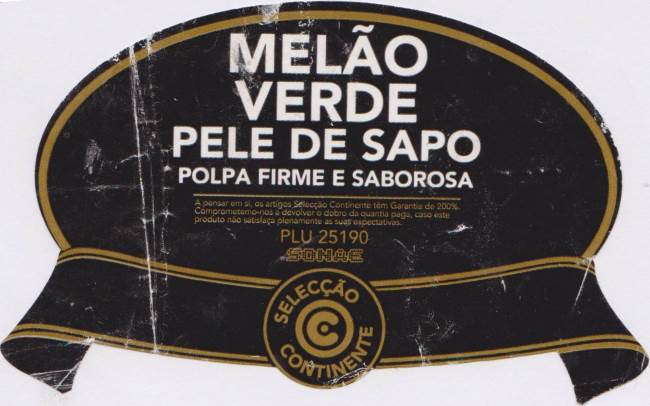 MELÃO
VERDE
PELE DE SAPO
POLPA FIRME E SABOROSA
A pensar em si, os artigos Selecção Continente têm Garantia de 200%.
Comprometemo-nos a devolver o dobro da quantia paga, caso este
produto não satisfaça plenamente as suas expectativas.
PLU 25190
SONAE
SELECÇÃO
CONTINENTE